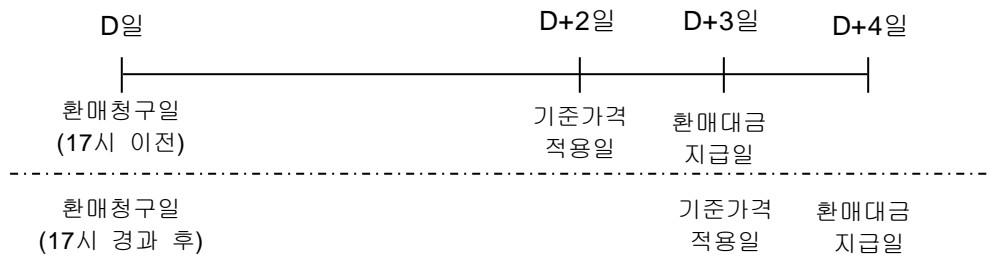 D일 D+2일 D+3일 D+4일
환매청구일 기준가격 환매대금
(17시 이전) 적용일 지급일
환매청구일 기준가격 환매대금
(17시 경과 후) 적용일 지급일